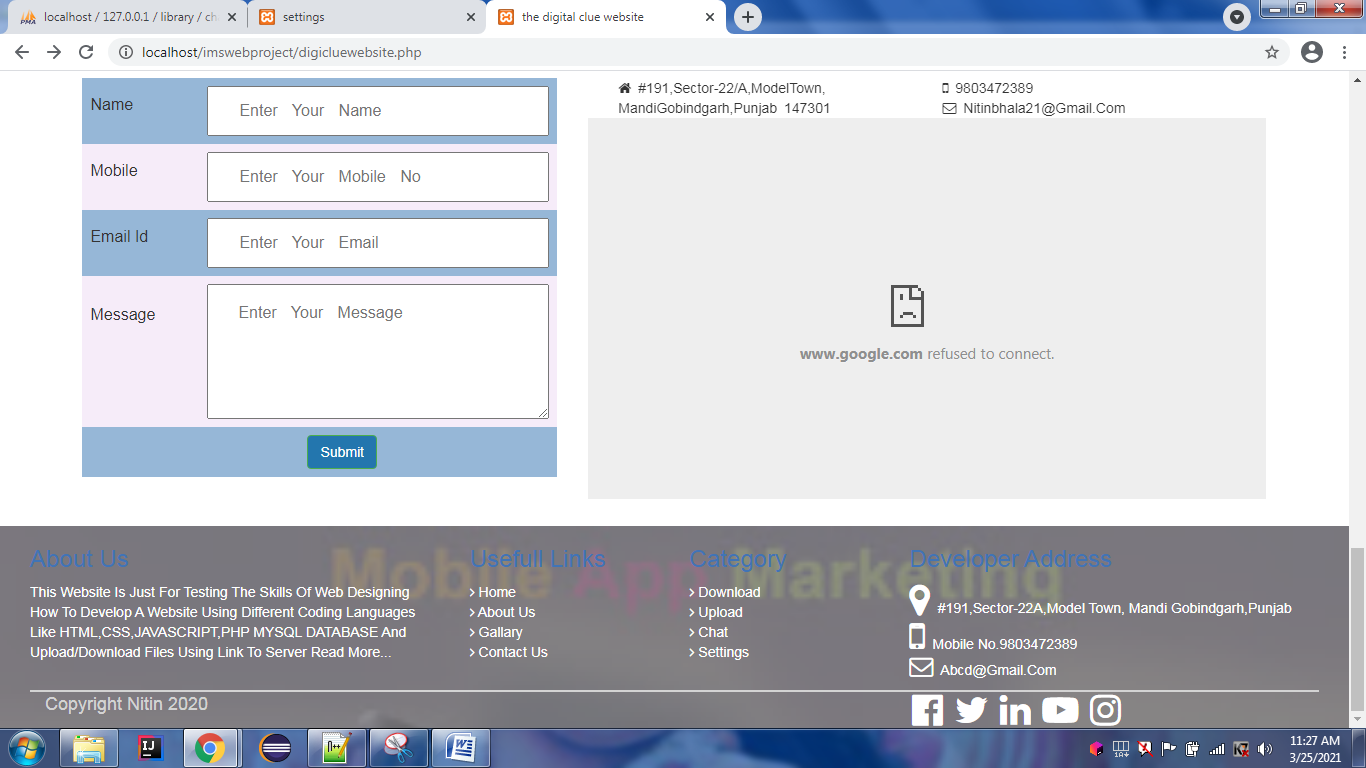 localhost / 127.0.0.1 / library / ch
settings
the digital clue website
localhost/imswebproject/digicluewebsite.php
Name
Enter Your Name
Mobile
Enter Your Mobile No
Email Id
Enter Your Email
Message
Enter Your Message
Submit
#191,Sector-22/A,ModelTown,
MandiGobindgarh,Punjab 147301
9803472389
Nitinbhala21@Gmail.Com
www.google.com refused to connect.
Mobile App Marketing
About Us
This Website Is Just For Testing The Skills Of Web Designing
How To Develop A Website Using Different Coding Languages
Like HTML,CSS,JAVASCRIPT,PHP MYSQL DATABASE And
Upload/Download Files Using Link To Server Read More...
Usefull Links
> Home
> About Us
> Gallary
> Contact Us
Category
> Download
> Upload
> Chat
> Settings
Developer Address
#191,Sector-22A,Model Town, Mandi Gobindgarh,Punjab
Mobile No.9803472389
Abcd@Gmail.Com
Copyright Nitin 2020
11:27 AM
3/25/2021